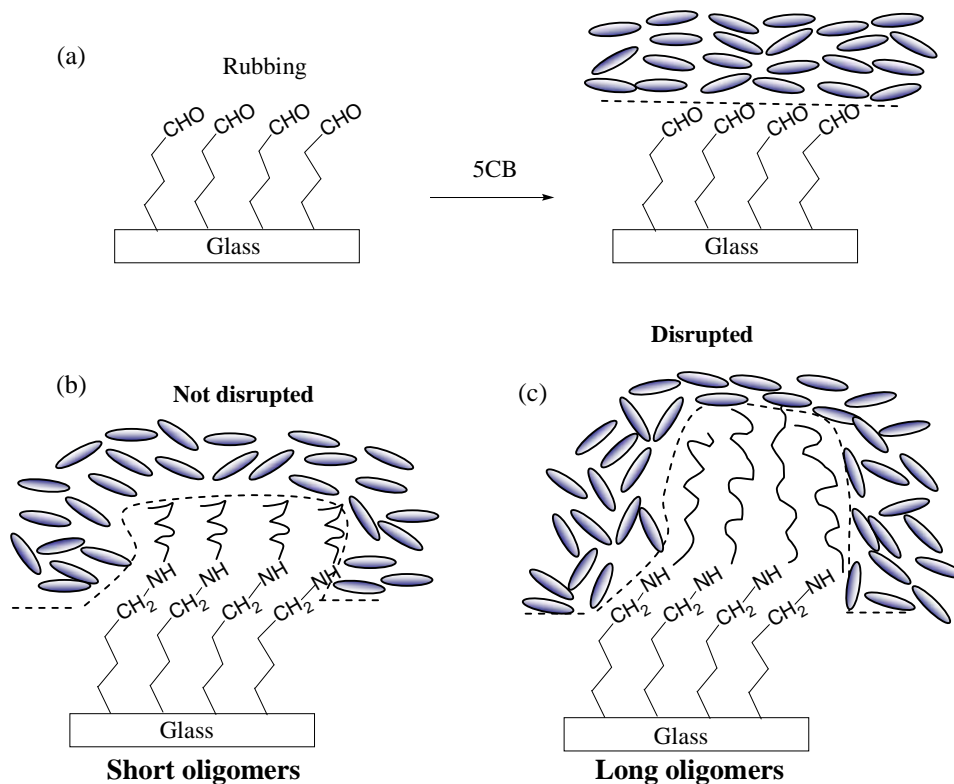 (a)
Rubbing
CHO CHO CHO CHO
Glass
5CB
CHO CHO CHO CHO
Glass
(b)
Not disrupted
NH NH NH NH
CH2 CH2 CH2 CH2
Glass
Short oligomers
Disrupted
(c)
NH NH NH NH
CH2 CH2 CH2 CH2
Glass
Long oligomers